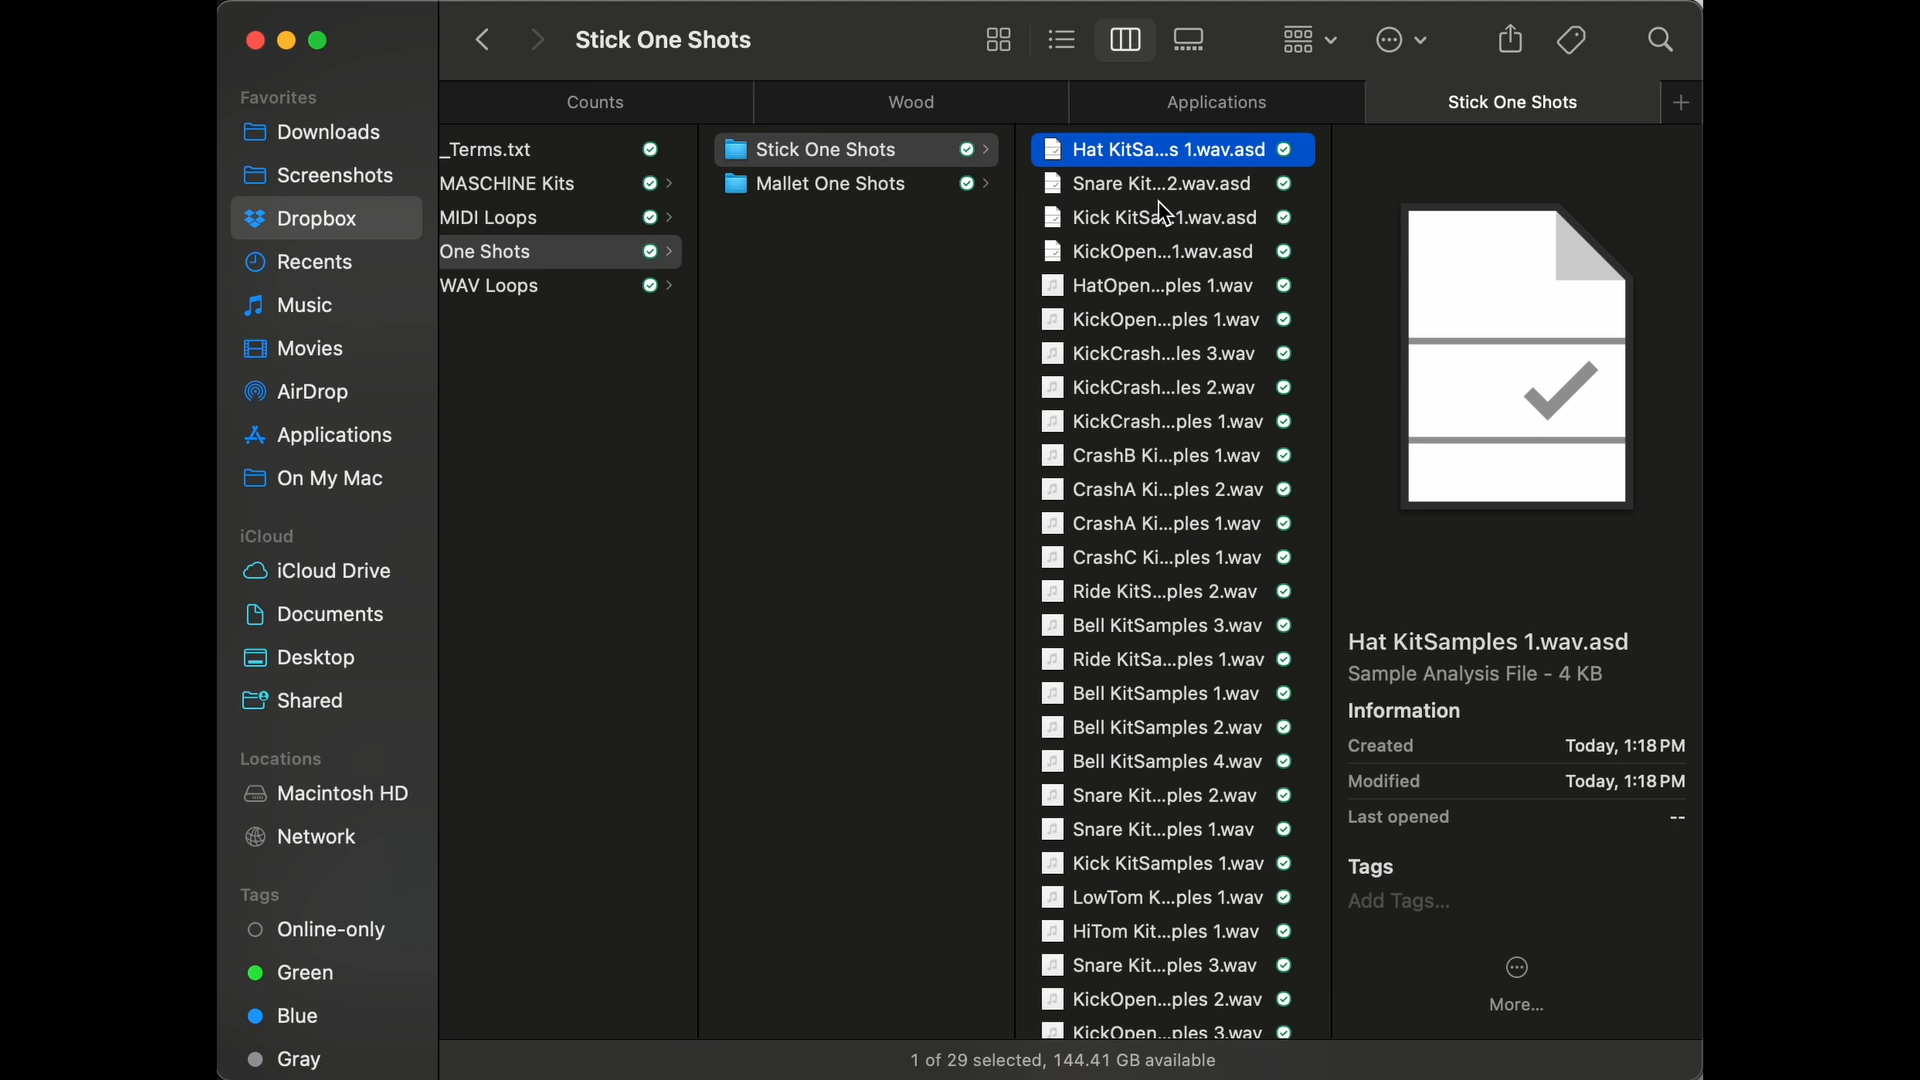 Stick One Shots
Counts
Wood
Applications
Stick One Shots
Favorites
Downloads
Screenshots
Dropbox
Recents
Music
Movies
AirDrop
Applications
On My Mac
iCloud
iCloud Drive
Documents
Desktop
Shared
Locations
Macintosh HD
Network
Tags
Online-only
Green
Blue
Gray
_Terms.txt
MASCHINE Kits
MIDI Loops
One Shots
WAV Loops
Stick One Shots
Mallet One Shots
Hat KitSa...s 1.wav.asd
Snare Kit...2.wav.asd
Kick KitSa...1.wav.asd
KickOpen...1.wav.asd
HatOpen...ples 1.wav
KickOpen...ples 1.wav
KickCrash...les 3.wav
KickCrash...les 2.wav
KickCrash...ples 1.wav
CrashB Ki...ples 1.wav
CrashA Ki...ples 2.wav
CrashA Ki...ples 1.wav
CrashC Ki...ples 1.wav
Ride KitS...ples 2.wav
Bell KitSamples 3.wav
Ride KitSa...ples 1.wav
Bell KitSamples 1.wav
Bell KitSamples 2.wav
Bell KitSamples 4.wav
Snare Kit...ples 2.wav
Snare Kit...ples 1.wav
Kick KitSamples 1.wav
LowTom K...ples 1.wav
HiTom Kit...ples 1.wav
Snare Kit...ples 3.wav
KickOpen...ples 2.wav
KickOpen...ples 3.wav
Hat KitSamples 1.wav.asd
Sample Analysis File - 4 KB
Information
Created Today, 1:18 PM
Modified Today, 1:18 PM
Last opened --
Tags
Add Tags...
More...
1 of 29 selected, 144.41 GB available